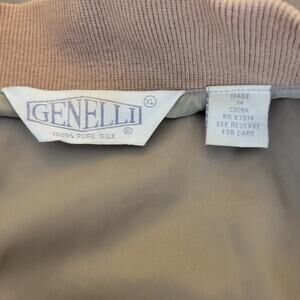 GENELLI
XL
100% PURE SILK ®
MADE
IN
CHINA
RN 67814
SEE REVERSE
FOR CARE